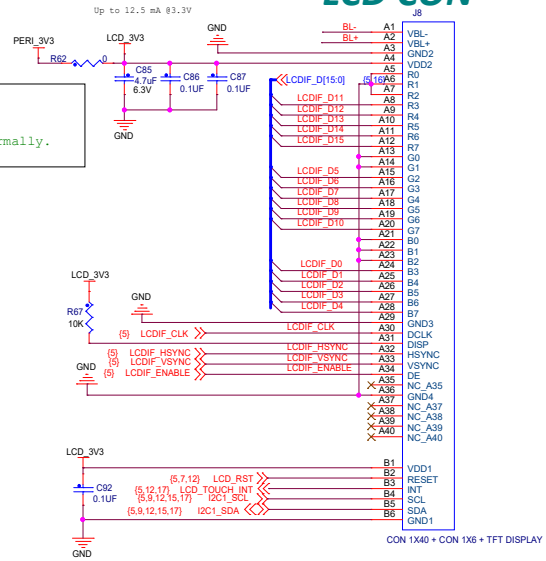 LCD CON
Up to 12.5 mA @3.3V
J8
PERI_3V3
LCD_3V3
GND
R62
0
C85
4.7uF
6.3V
C86
0.1UF
C87
0.1UF
GND
mally.
BL-
BL+
LCDIF_D[15:0]
{5,16}
LCDIF_D11
LCDIF_D12
LCDIF_D13
LCDIF_D14
LCDIF_D15
LCDIF_D5
LCDIF_D6
LCDIF_D7
LCDIF_D8
LCDIF_D9
LCDIF_D10
LCDIF_D0
LCDIF_D1
LCDIF_D2
LCDIF_D3
LCDIF_D4
A1 VBL-
A2 VBL+
A3 GND2
A4 VDD2
A5 R0
A6 R1
A7 R2
A8 R3
A9 R4
A10 R5
A11 R6
A12 R7
A13 G0
A14 G1
A15 G2
A16 G3
A17 G4
A18 G5
A19 G6
A20 G7
A21 B0
A22 B1
A23 B2
A24 B3
A25 B4
A26 B5
A27 B6
A28 B7
A29 GND3
A30 DCLK
A31 DISP
A32 HSYNC
A33 VSYNC
A34 DE
A35 NC_A35
A36 GND4
A37 NC_A37
A38 NC_A38
A39 NC_A39
A40 NC_A40
LCD_3V3
R67
10K
GND
{5} LCDIF_CLK
LCDIF_CLK
{5} LCDIF_HSYNC
LCDIF_HSYNC
{5} LCDIF_VSYNC
LCDIF_VSYNC
{5} LCDIF_ENABLE
LCDIF_ENABLE
GND
LCD_3V3
C92
0.1UF
GND
{5,7,12} LCD_RST
{5,12,17} LCD_TOUCH_INT
{5,9,12,15,17} I2C1_SCL
{5,9,12,15,17} I2C1_SDA
B1 VDD1
B2 RESET
B3 INT
B4 SCL
B5 SDA
B6 GND1
CON 1X40 + CON 1X6 + TFT DISPLAY